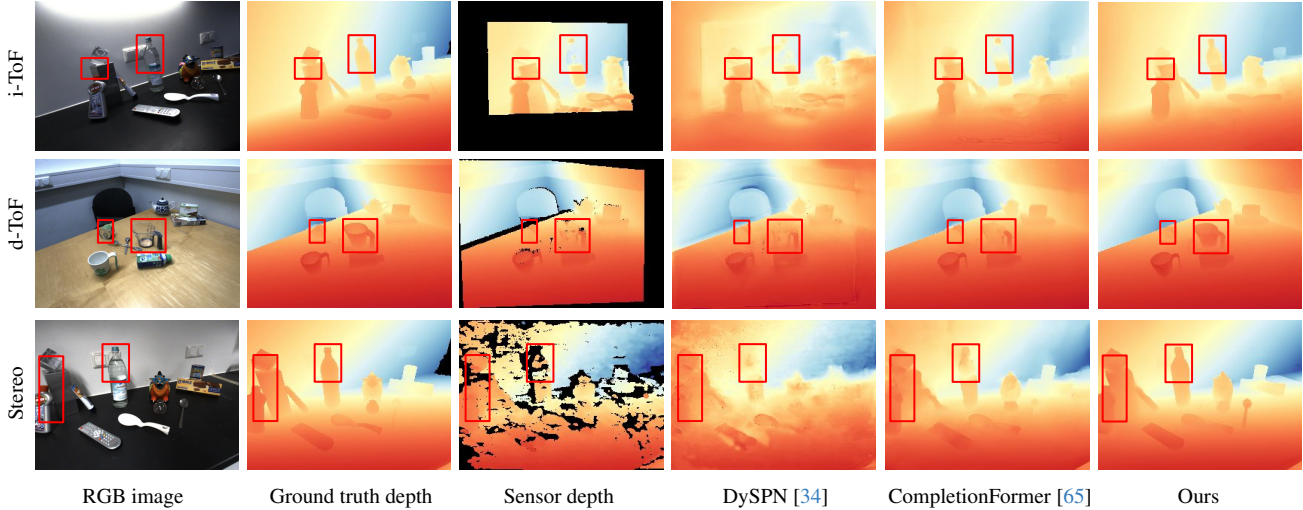 i-ToF
d-ToF
Stereo
RGB image
Ground truth depth
Sensor depth
DySPN [34]
CompletionFormer [65]
Ours